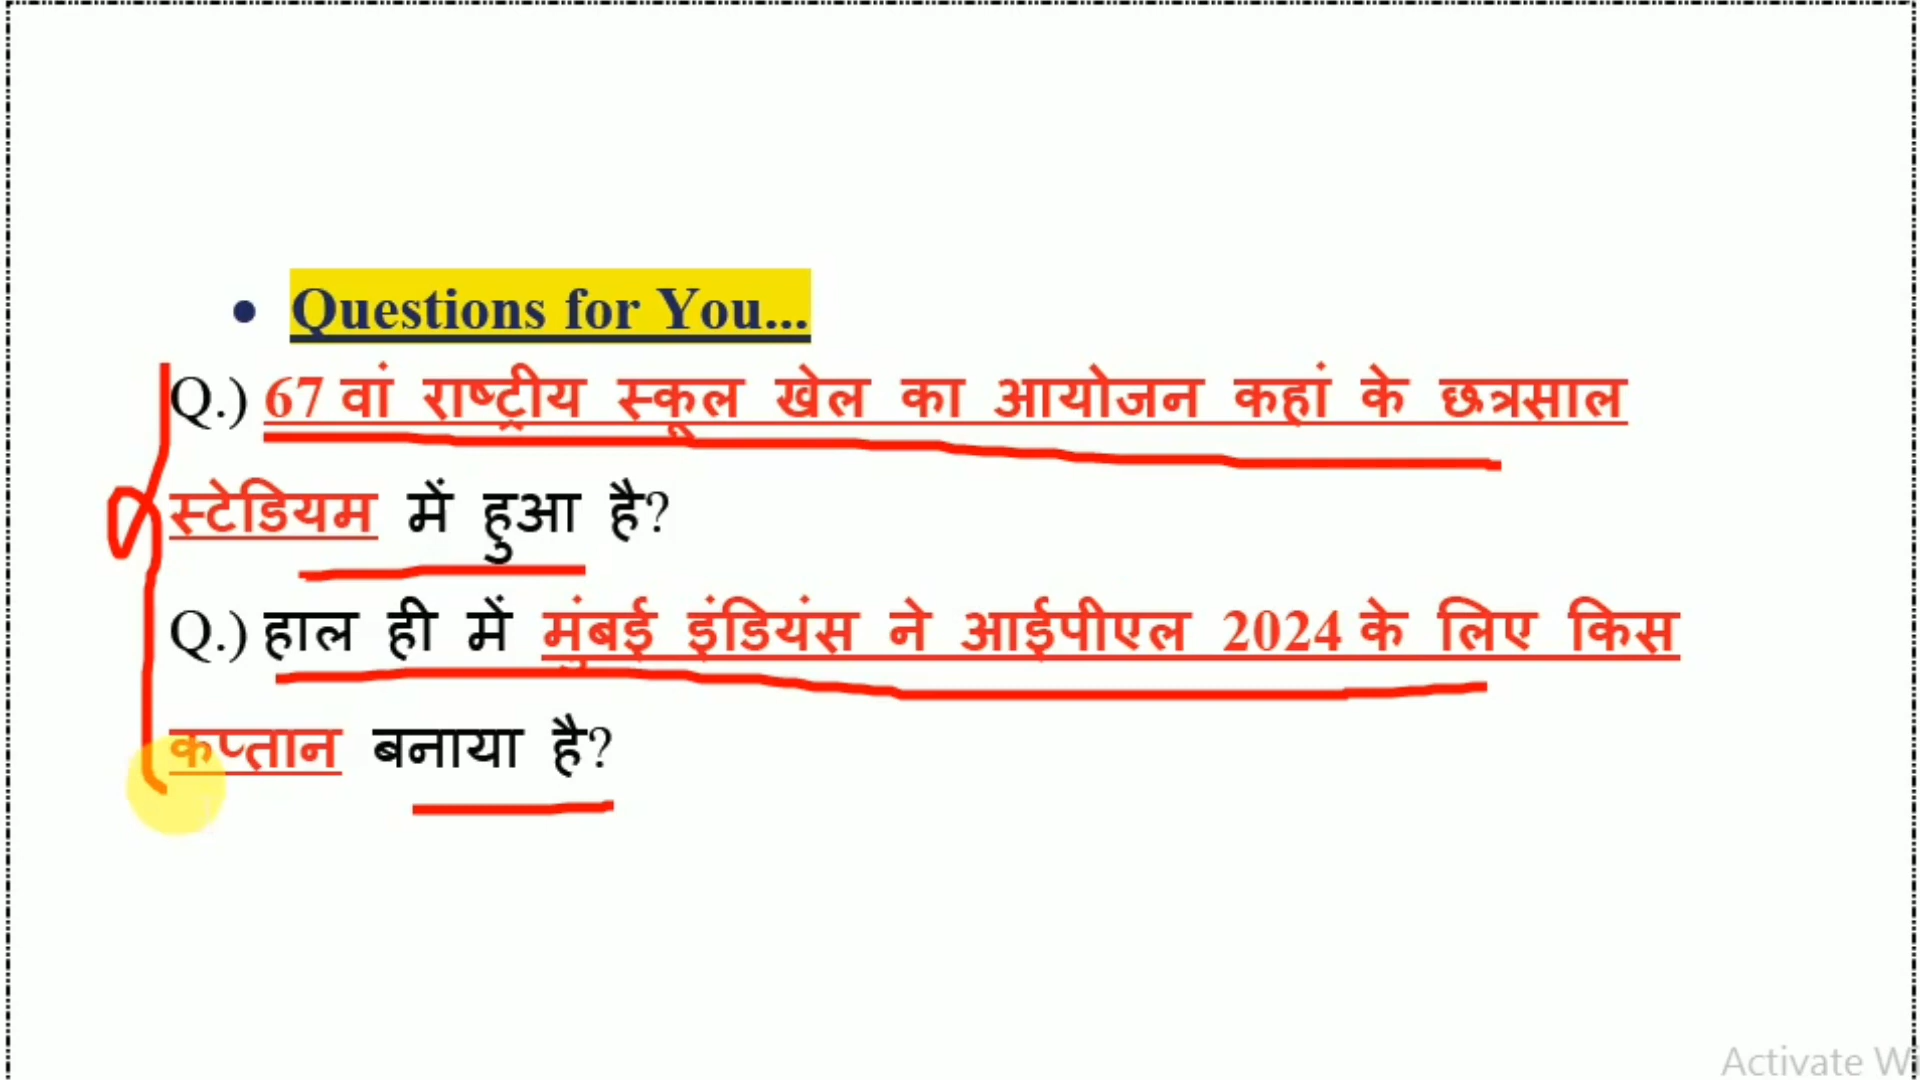 • Questions for You...
Q.) 67 वां राष्ट्रीय स्कूल खेल का आयोजन कहां के छत्रसाल
स्टेडियम में हुआ है?
Q.) हाल ही में मुंबई इंडियंस ने आईपीएल 2024 के लिए किस
कप्तान बनाया है?
Activate Wi